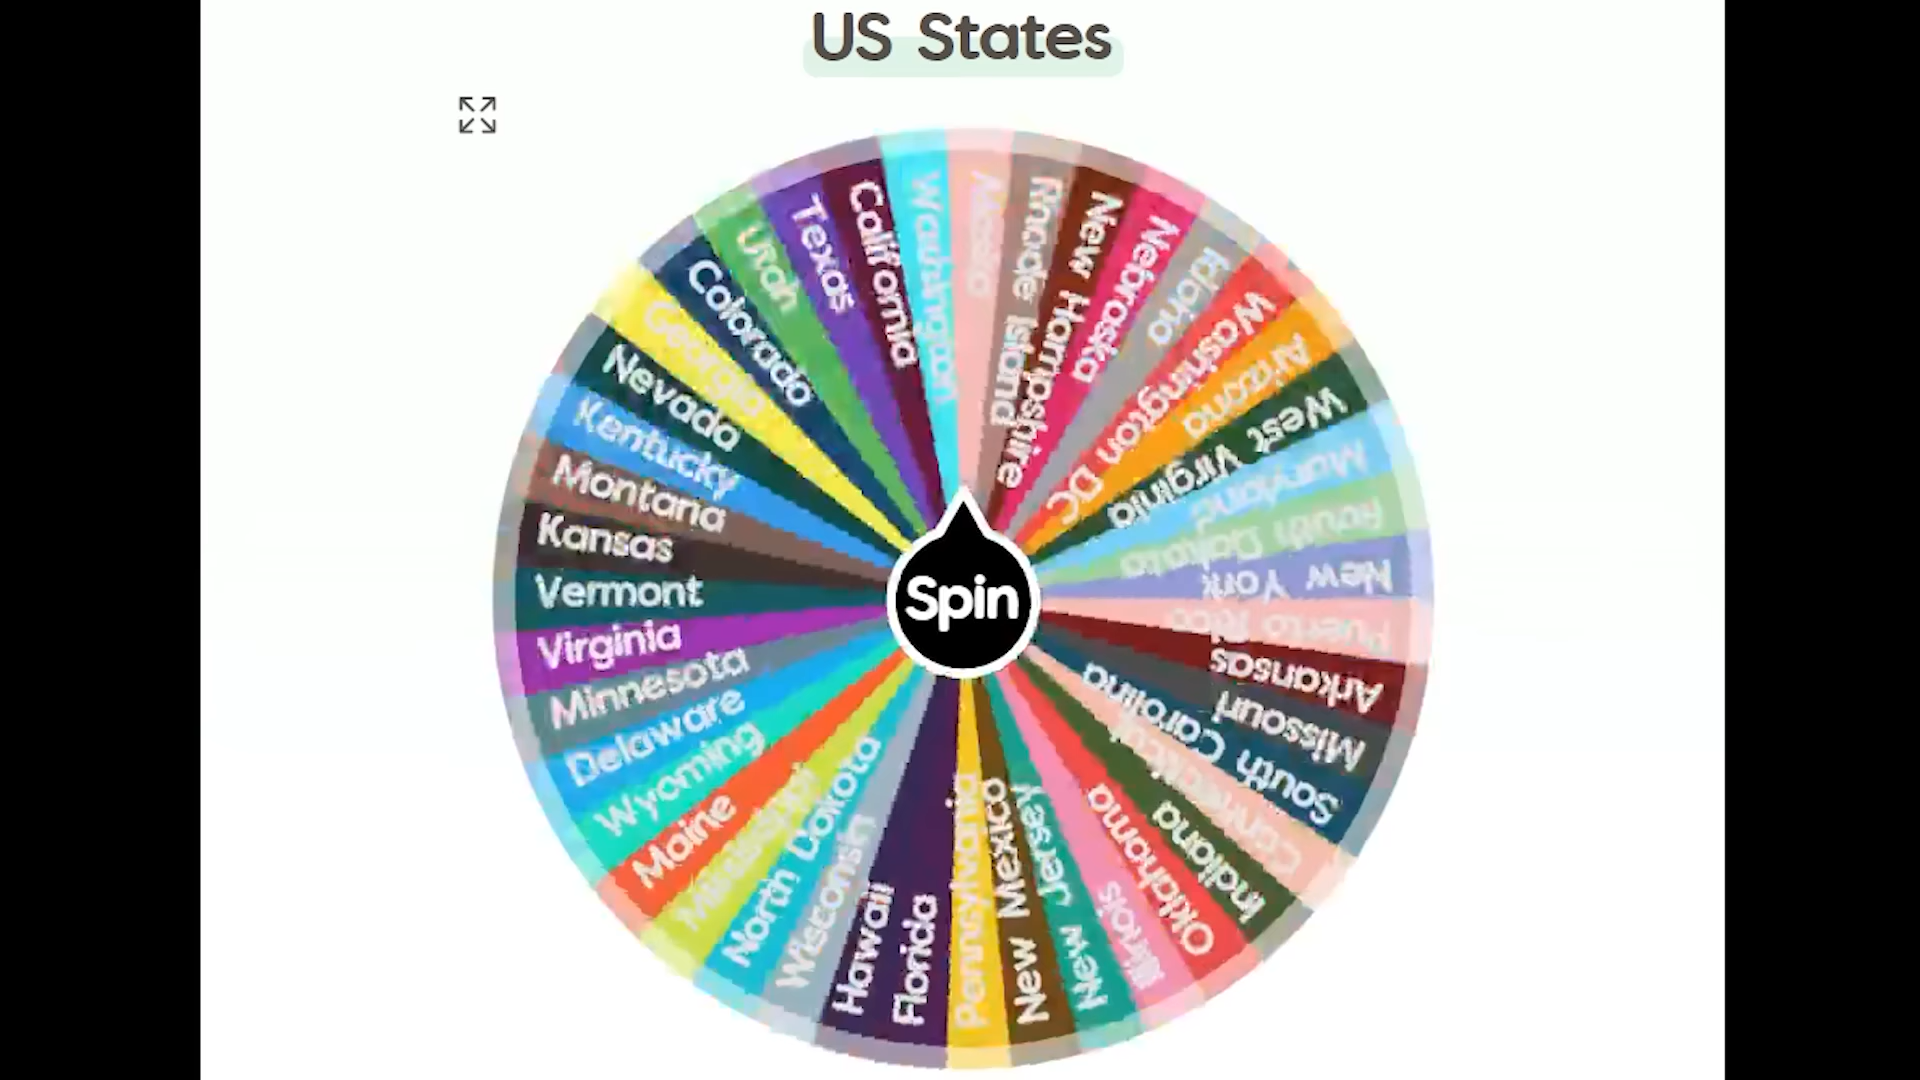 US States
Washington
Rhode Island
New Hampshire
Nebraska
Idaho
Washington DC
Arizona
West Virginia
Maryland
South Dakota
New York
Puerto Rico
Arkansas
Missouri
South Carolina
Connecticut
Indiana
Oklahoma
Illinois
New Jersey
New Mexico
Pennsylvania
Florida
Hawaii
Wisconsin
North Dakota
Mississippi
Maine
Wyoming
Delaware
Minnesota
Virginia
Vermont
Kansas
Montana
Kentucky
Nevada
Georgia
Colorado
Utah
Texas
California
Spin